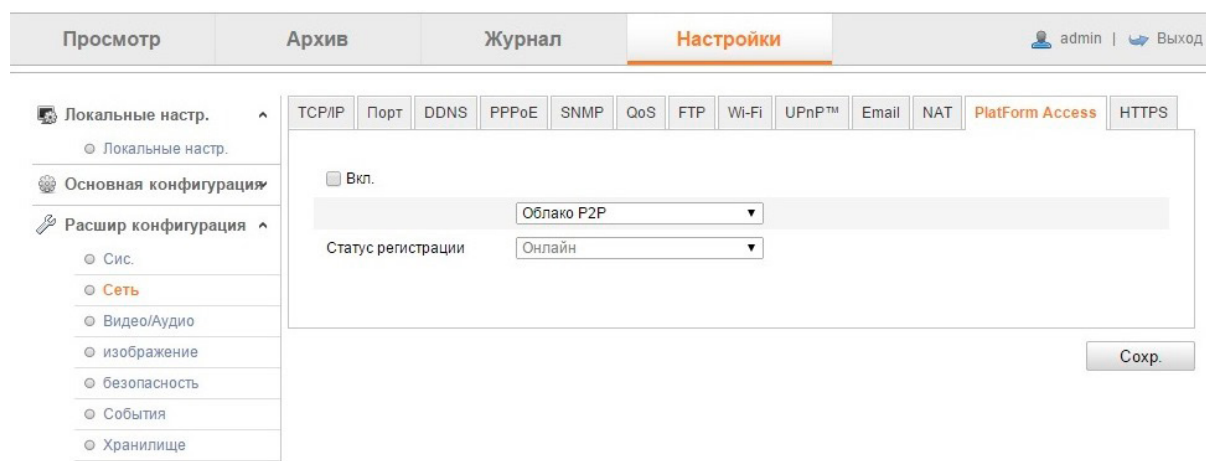 Просмотр Архив Журнал Настройки admin | Выход
Локальные настр.
Локальные настр.
Основная конфигурация
Расшир конфигурация
Сис.
Сеть
Видео/Аудио
изображение
безопасность
События
Хранилище
TCP/IP Порт DDNS PPPoE SNMP QoS FTP Wi-Fi UPnP™ Email NAT PlatForm Access HTTPS
Вкл.
Облако P2P
Статус регистрации Онлайн
Сохр.